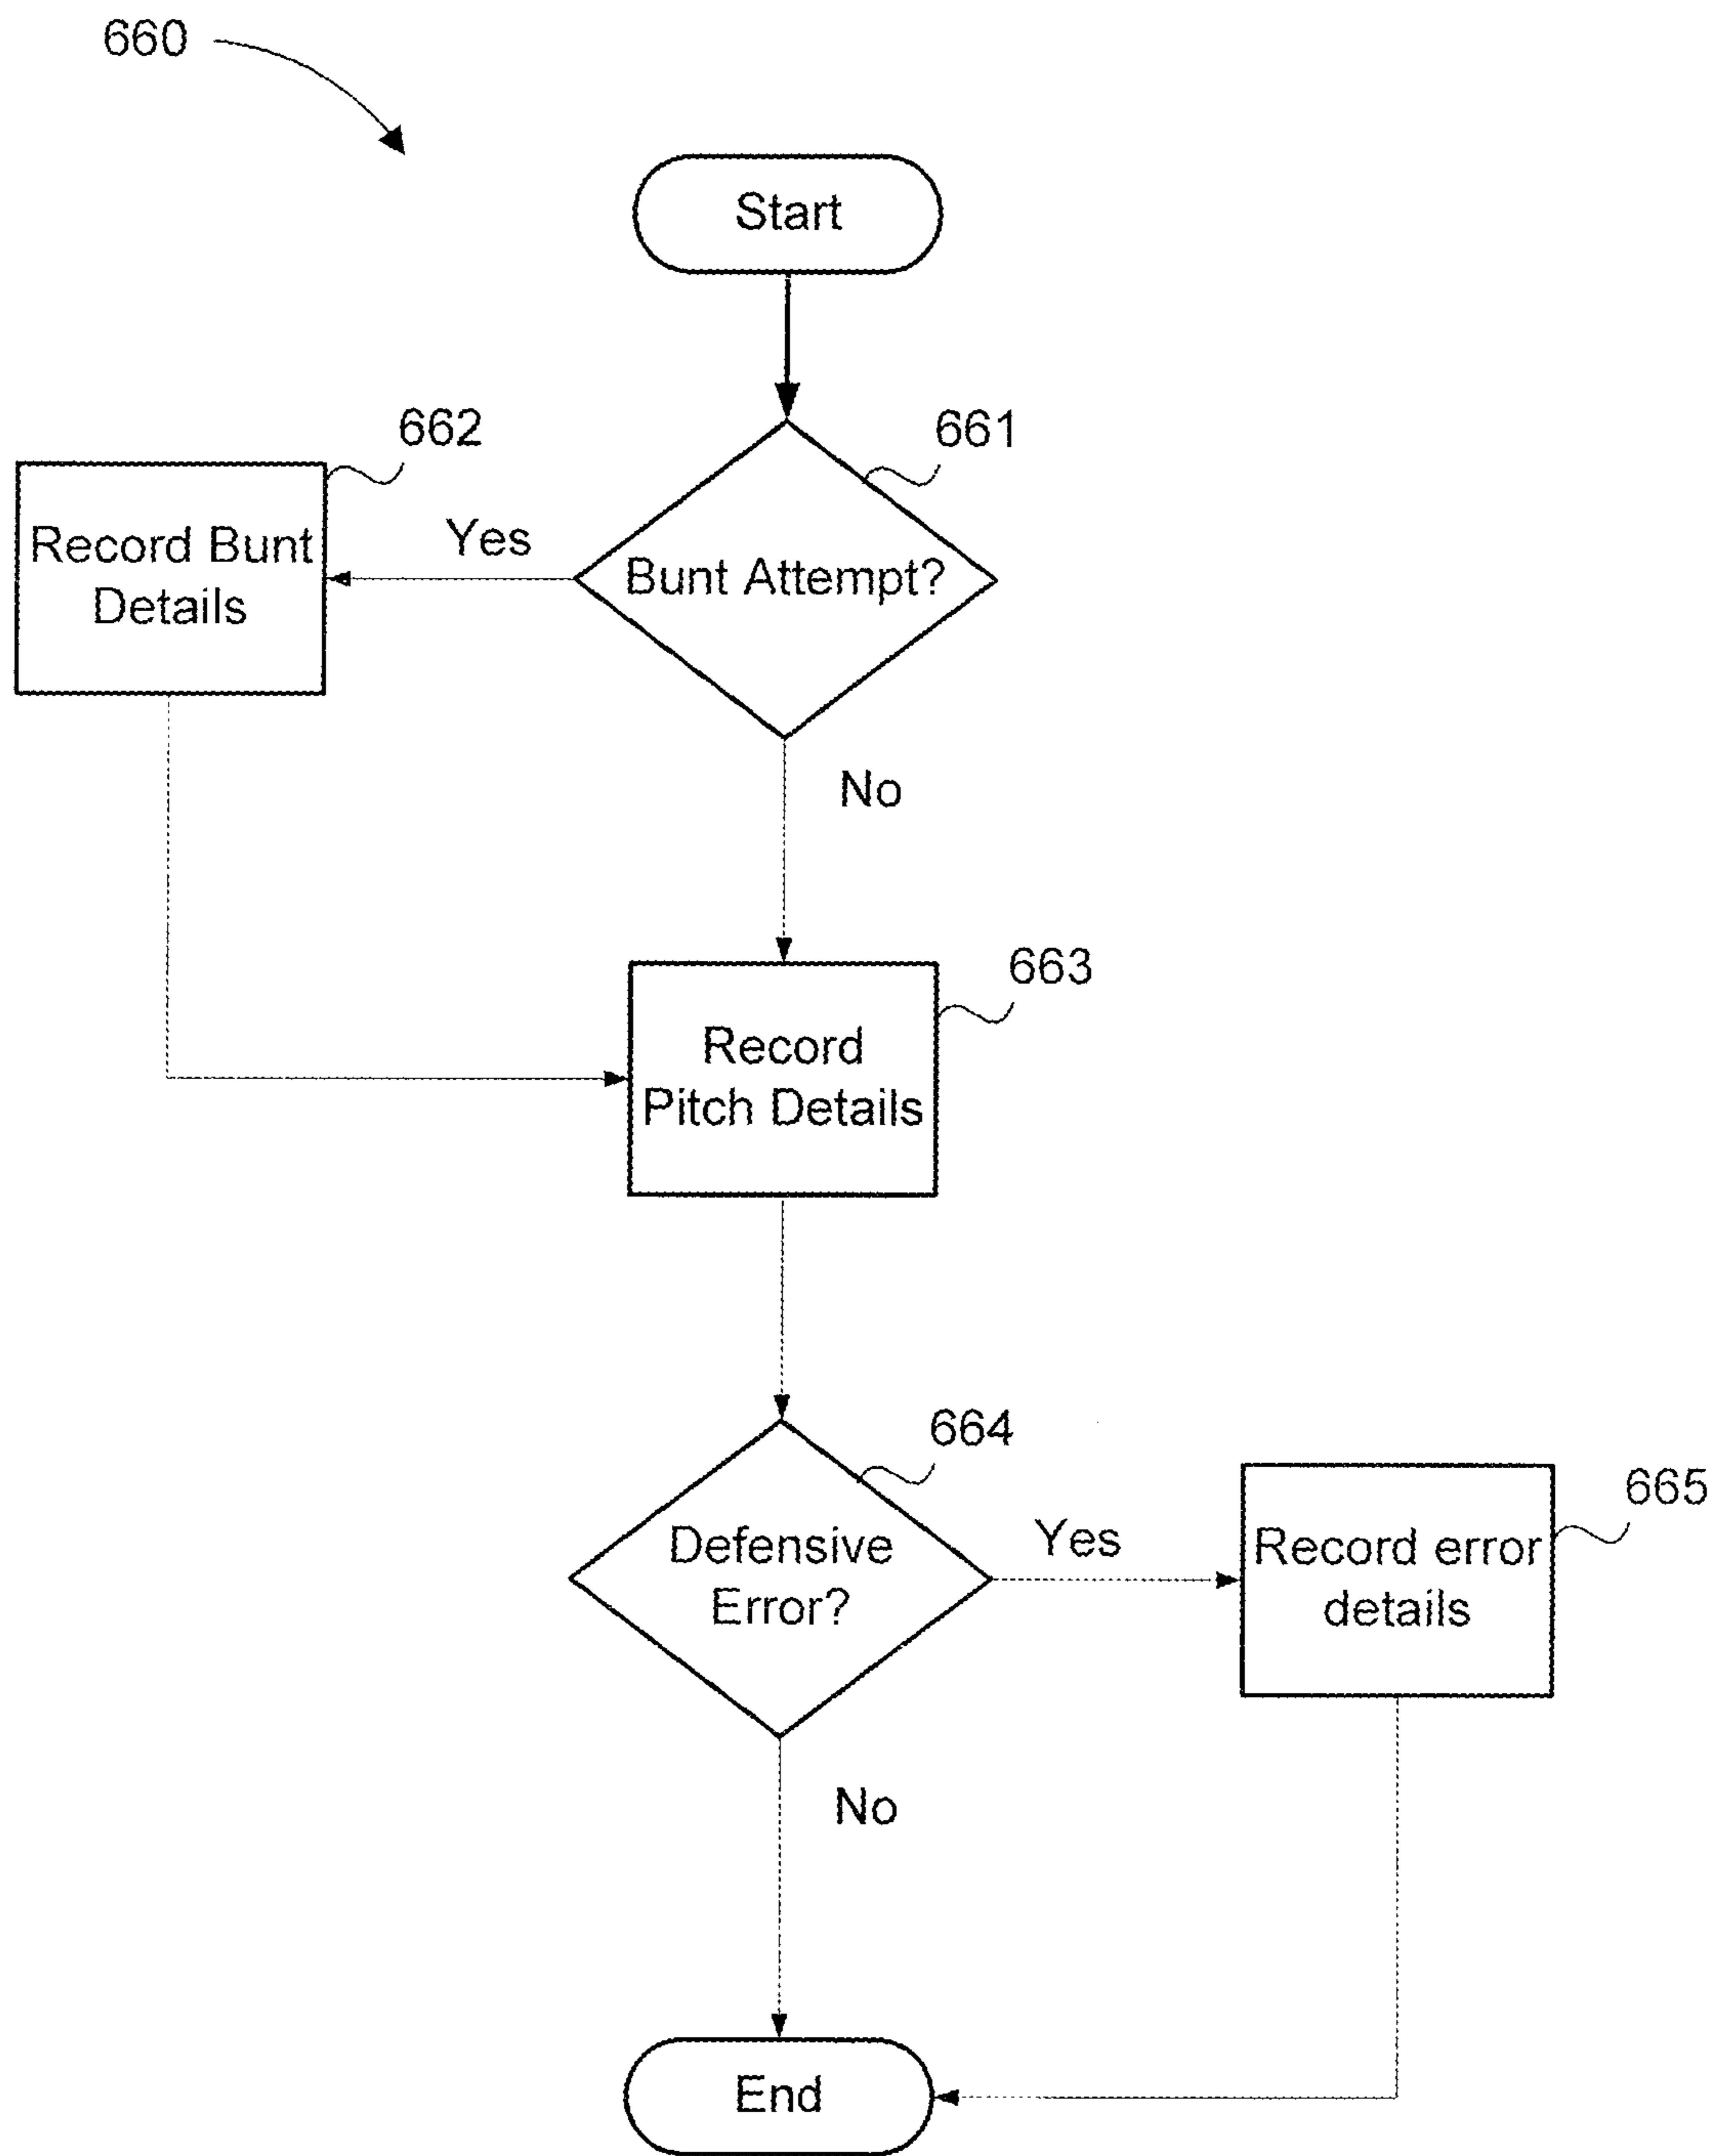 660
Start
661
662
Yes
Record Bunt
Details
Bunt Attempt?
No
663
Record
Pitch Details
664
665
Yes
Defensive
Error?
Record error
details
No
End